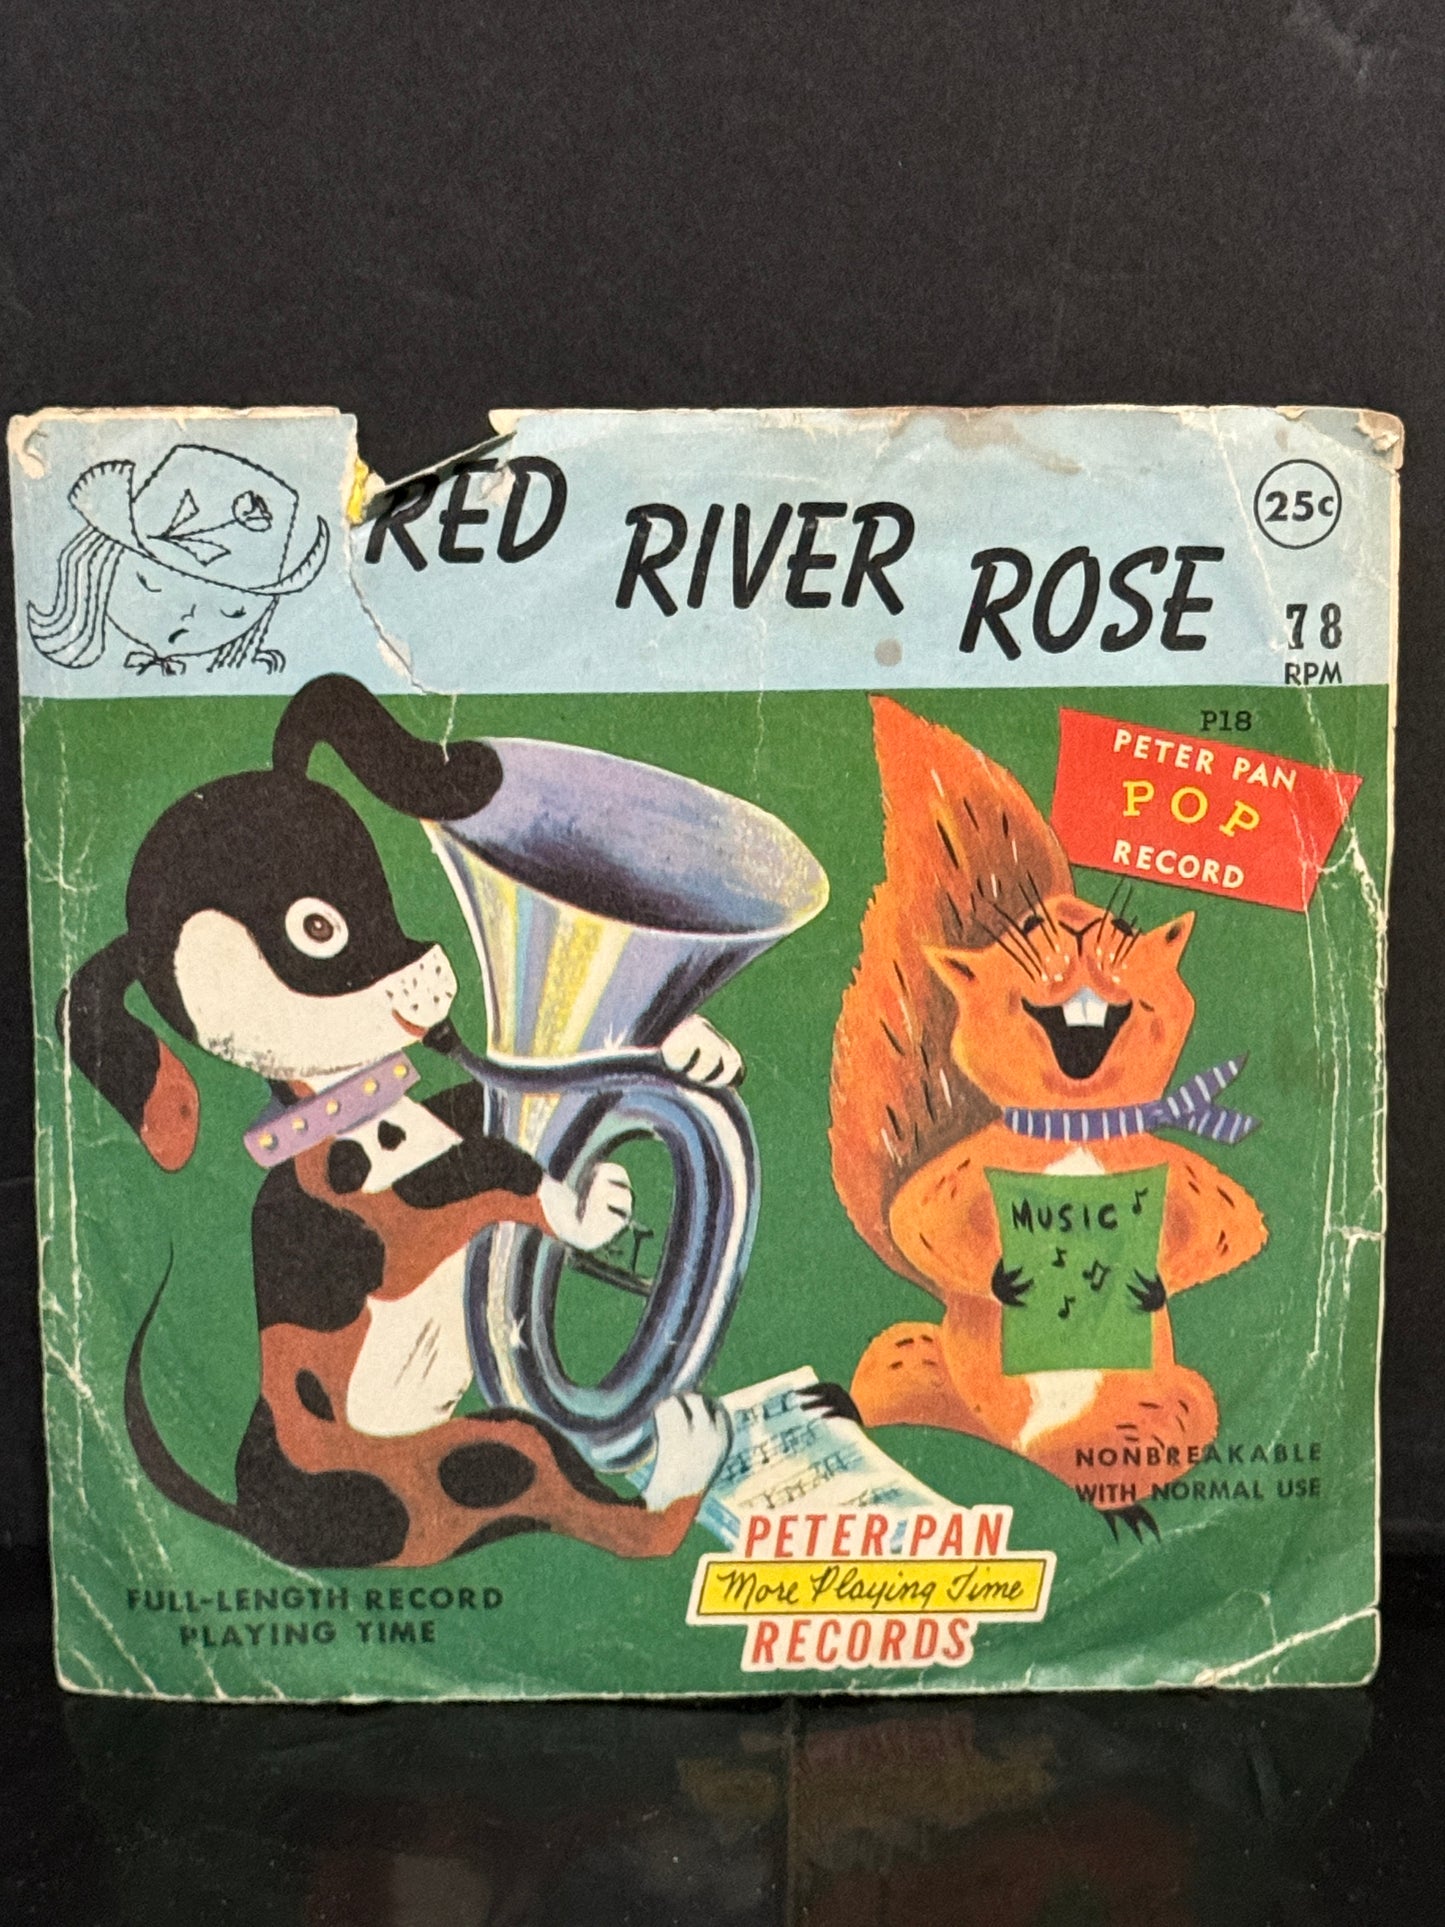 RED RIVER ROSE
25c
78
RPM
P18
PETER PAN
POP
RECORD
MUSIC
NONBREAKABLE
WITH NORMAL USE
PETER PAN
More Playing Time
RECORDS
FULL-LENGTH RECORD
PLAYING TIME